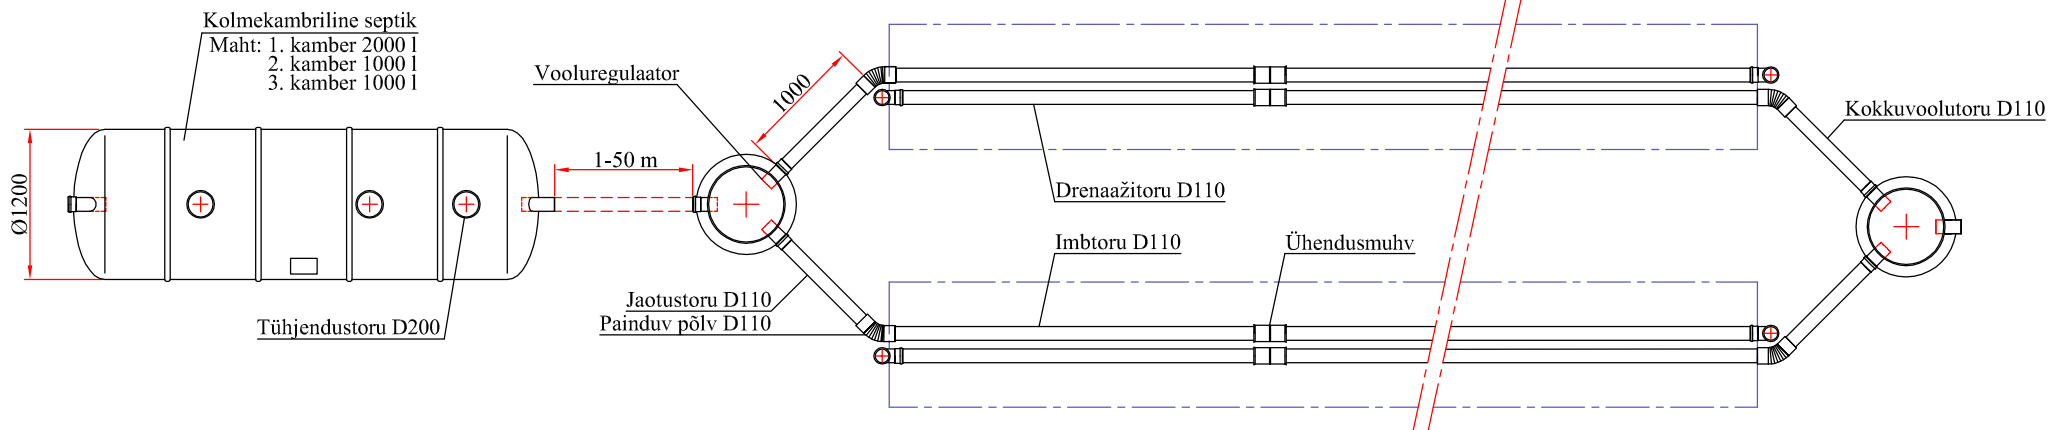 Kolmekambriline septik
Maht: 1. kamber 2000 l
2. kamber 1000 l
3. kamber 1000 l
Ø1200
Tühjendustoru D200
1-50 m
Vooluregulaator
1000
Jaotustoru D110
Painduv põlv D110
Drenaažitoru D110
Imbtoru D110
Ühendusmuhv
Kokkuvoolutoru D110